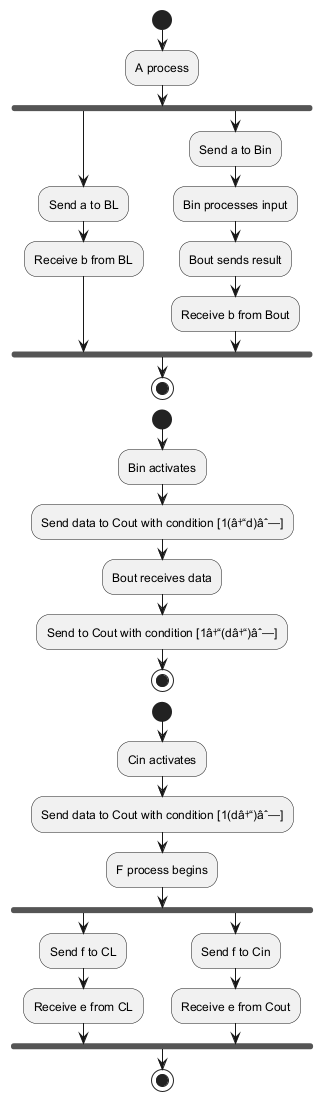 A process
Send a to Bin
Send a to BL
Bin processes input
Receive b from BL
Bout sends result
Receive b from Bout
Bin activates
Send data to Cout with condition [1(â†“d)âˆ—]
Bout receives data
Send to Cout with condition [1â†“(dâ†“)âˆ—]
Cin activates
Send data to Cout with condition [1(dâ†“)âˆ—]
F process begins
Send f to CL
Send f to Cin
Receive e from CL
Receive e from Cout